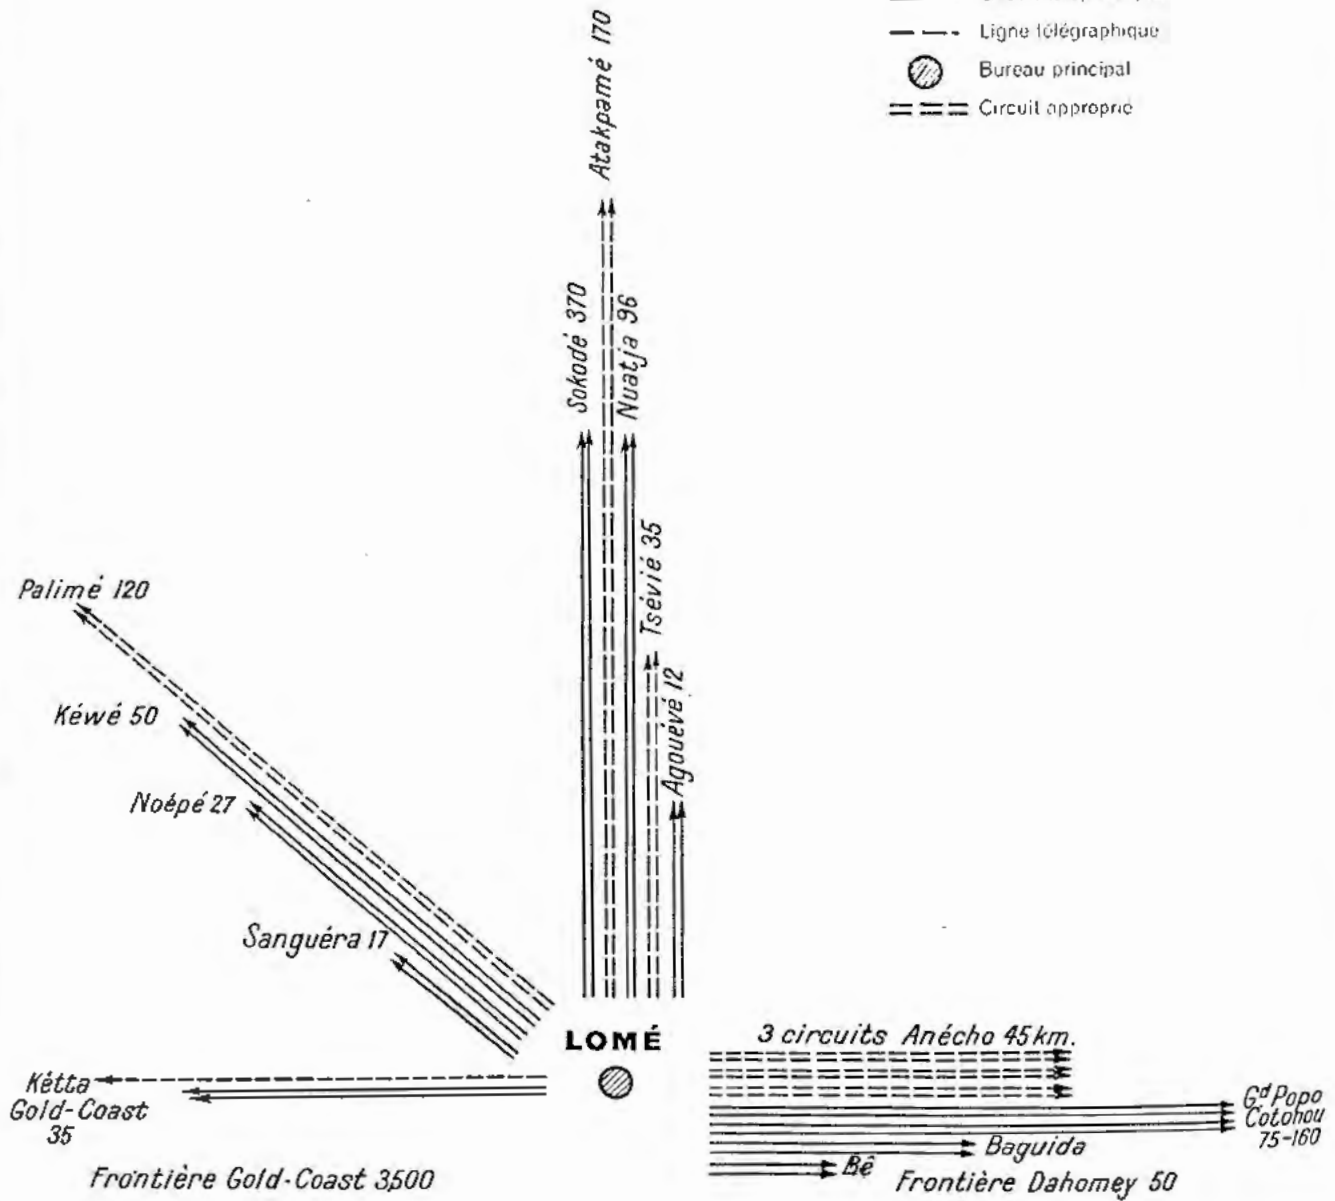 Ligne télégraphique
Bureau principal
Circuit approprié
Atakpamé 170
Sokodé 370
Nuatja 96
Tsévié 35
Agouévé 12
Palimé 120
Kéwé 50
Noépé 27
Sanguéra 17
LOMÉ
3 circuits Anécho 45 km.
Kètta
Gold-Coast
35
Gd Popo
Cotohou
75-160
Baguida
Bê
Frontière Gold-Coast 3,500
Frontière Dahomey 50